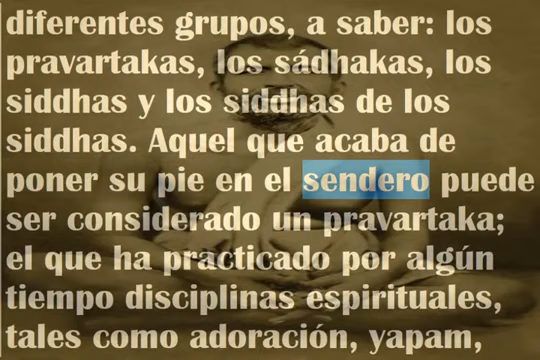 diferentes grupos, a saber: los
pravartakas, los sádhakas, los
siddhas y los siddhas de los
siddhas. Aquel que acaba de
poner su pie en el sendero puede
ser considerado un pravartaka;
el que ha practicado por algún
tiempo disciplinas espirituales,
tales como adoración, yapam,